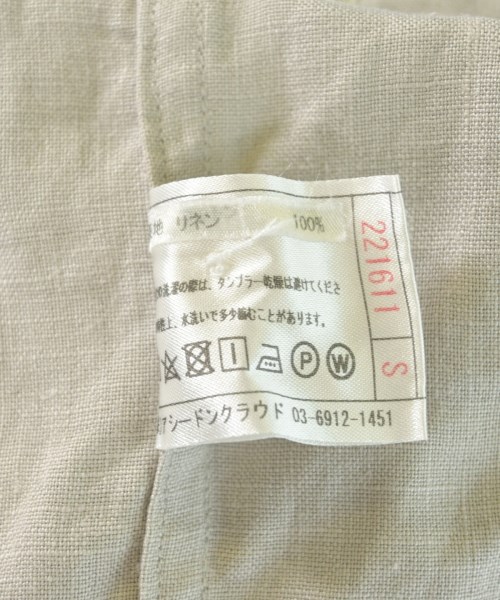 地 リネン 100%
洗濯の際は、タンブラー乾燥は避けてくださ
上、水洗いで多少縮むことがあります。
P W
アシードンクラウド 03-6912-1451
221611 S